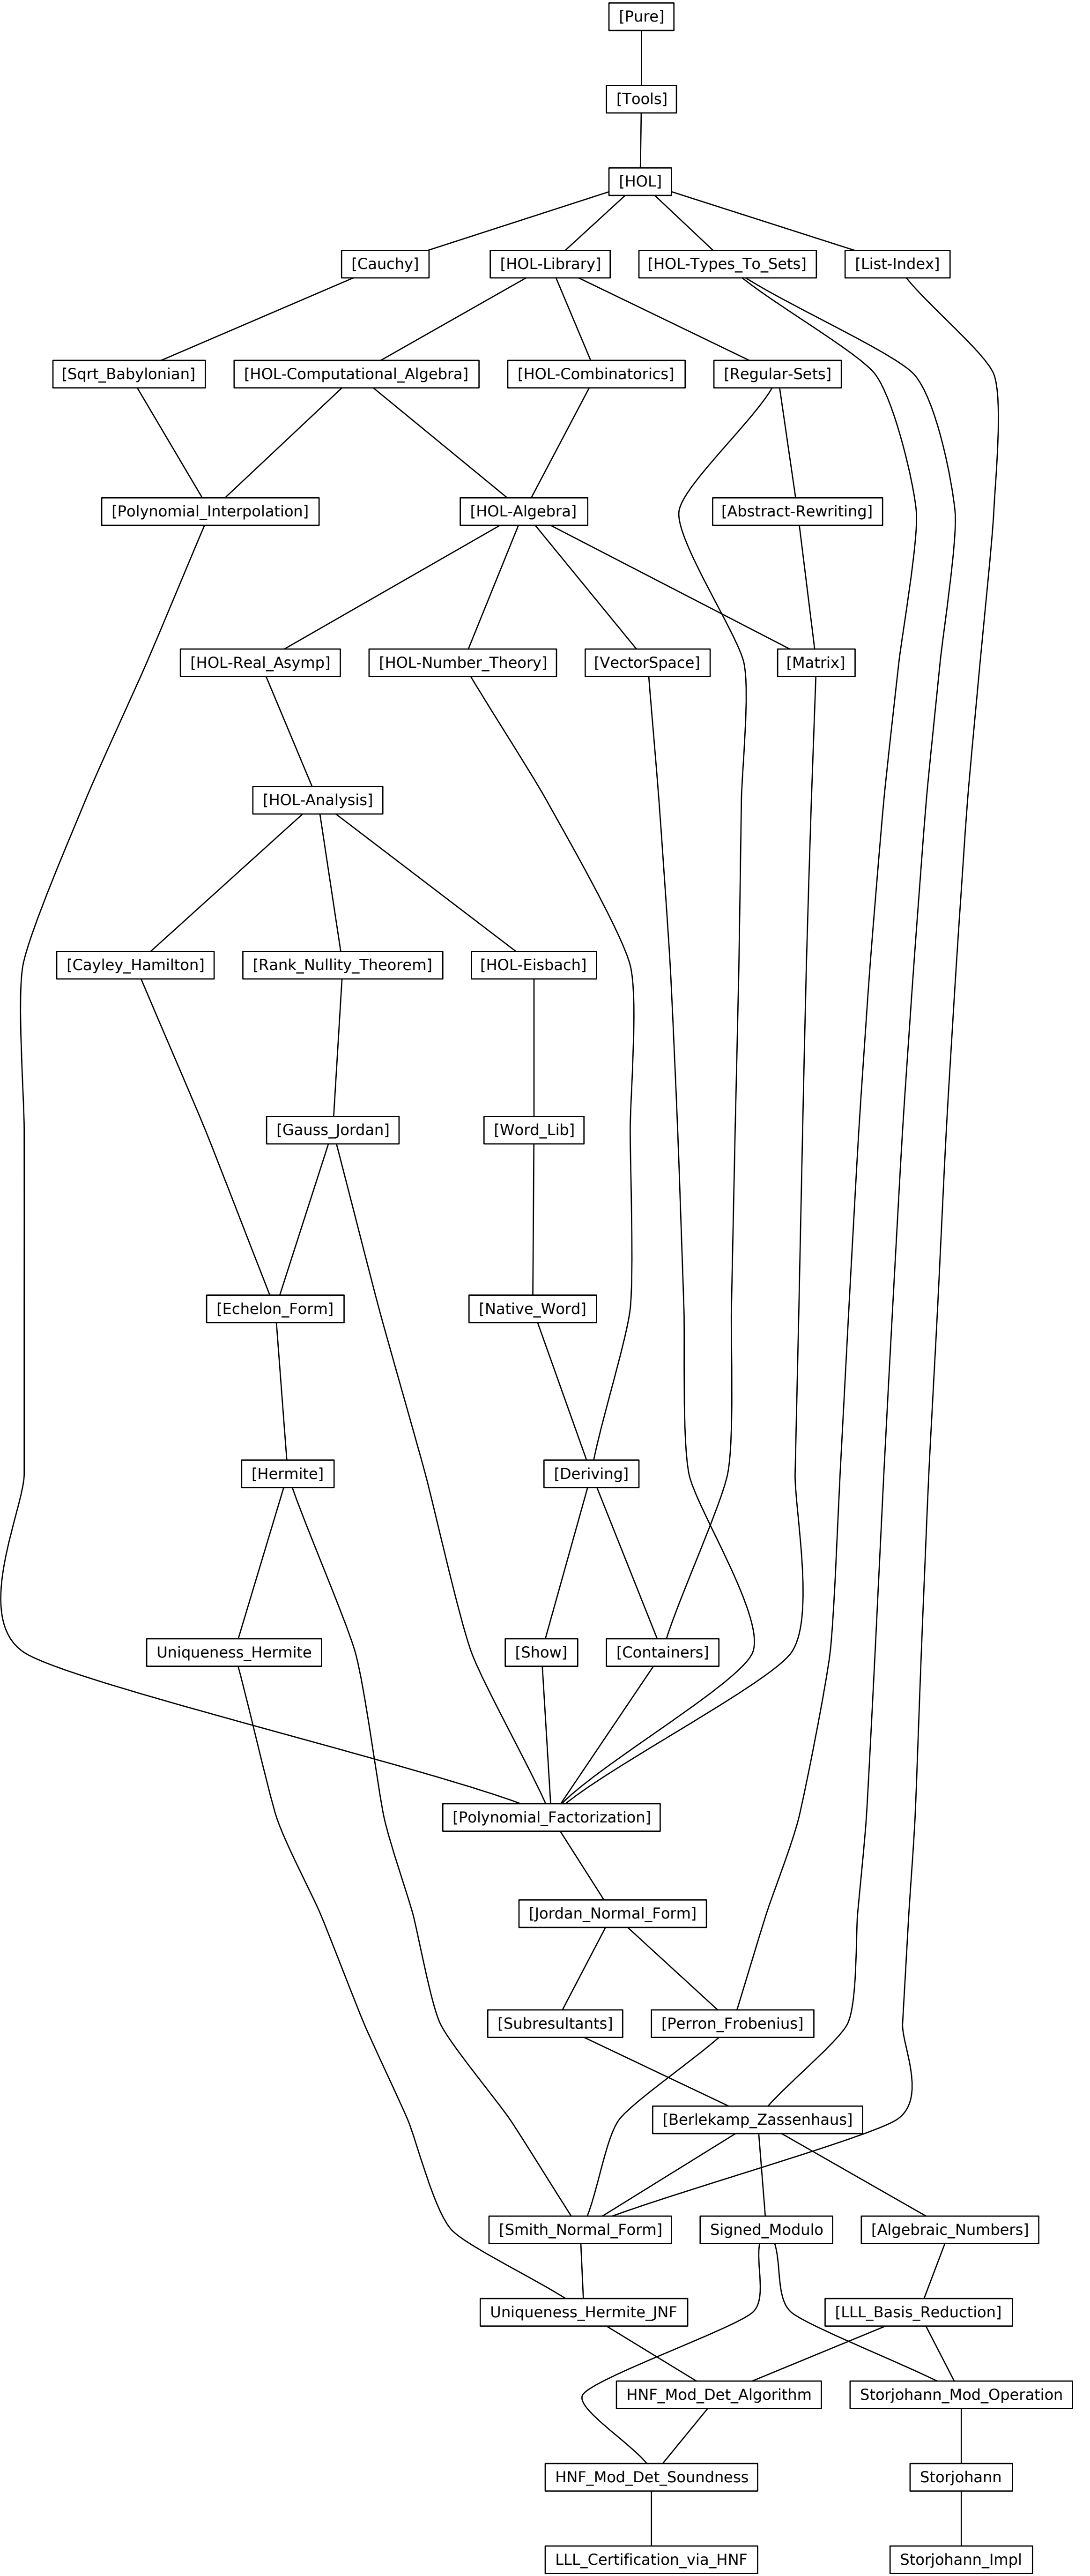 [Pure]
[Tools]
[HOL]
[Cauchy]
[HOL-Library]
[HOL-Types_To_Sets]
[List-Index]
[Sqrt_Babylonian]
[HOL-Computational_Algebra]
[HOL-Combinatorics]
[Regular-Sets]
[Polynomial_Interpolation]
[HOL-Algebra]
[Abstract-Rewriting]
[HOL-Real_Asymp]
[HOL-Number_Theory]
[VectorSpace]
[Matrix]
[HOL-Analysis]
[Cayley_Hamilton]
[Rank_Nullity_Theorem]
[HOL-Eisbach]
[Gauss_Jordan]
[Word_Lib]
[Echelon_Form]
[Native_Word]
[Hermite]
[Deriving]
Uniqueness_Hermite
[Show]
[Containers]
[Polynomial_Factorization]
[Jordan_Normal_Form]
[Subresultants]
[Perron_Frobenius]
[Berlekamp_Zassenhaus]
[Smith_Normal_Form]
Signed_Modulo
[Algebraic_Numbers]
Uniqueness_Hermite_JNF
[LLL_Basis_Reduction]
HNF_Mod_Det_Algorithm
Storjohann_Mod_Operation
HNF_Mod_Det_Soundness
Storjohann
LLL_Certification_via_HNF
Storjohann_Impl